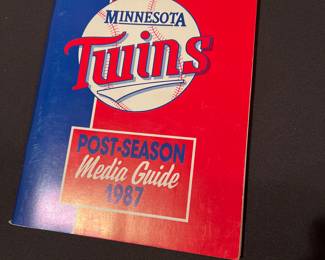 MINNESOTA
Twins
POST-SEASON
Media Guide
1987